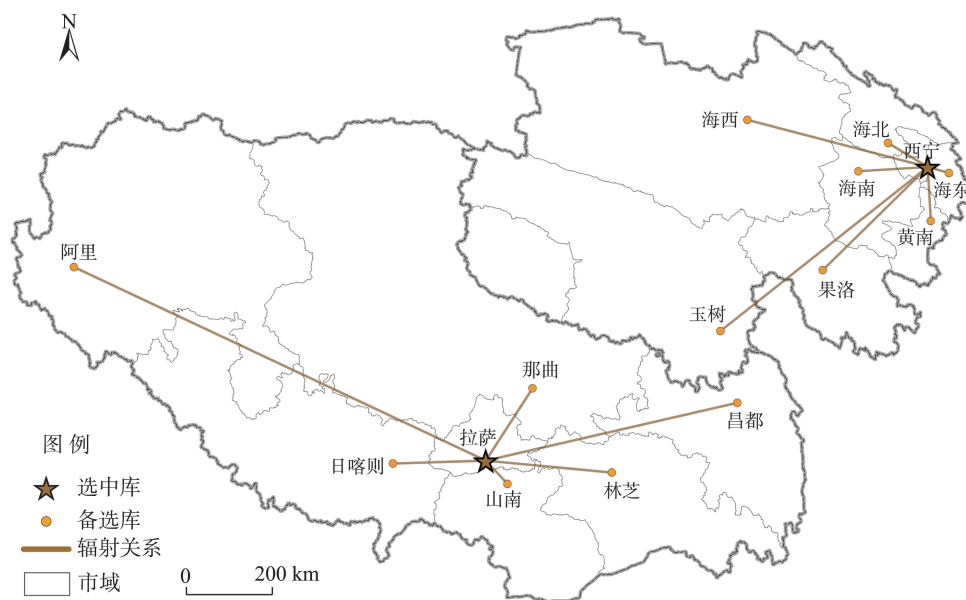 N
海西
海北
西宁
海南
海东
黄南
阿里
果洛
玉树
那曲
昌都
拉萨
日喀则
林芝
山南
图例
选中库
备选库
辐射关系
市域
0 200 km